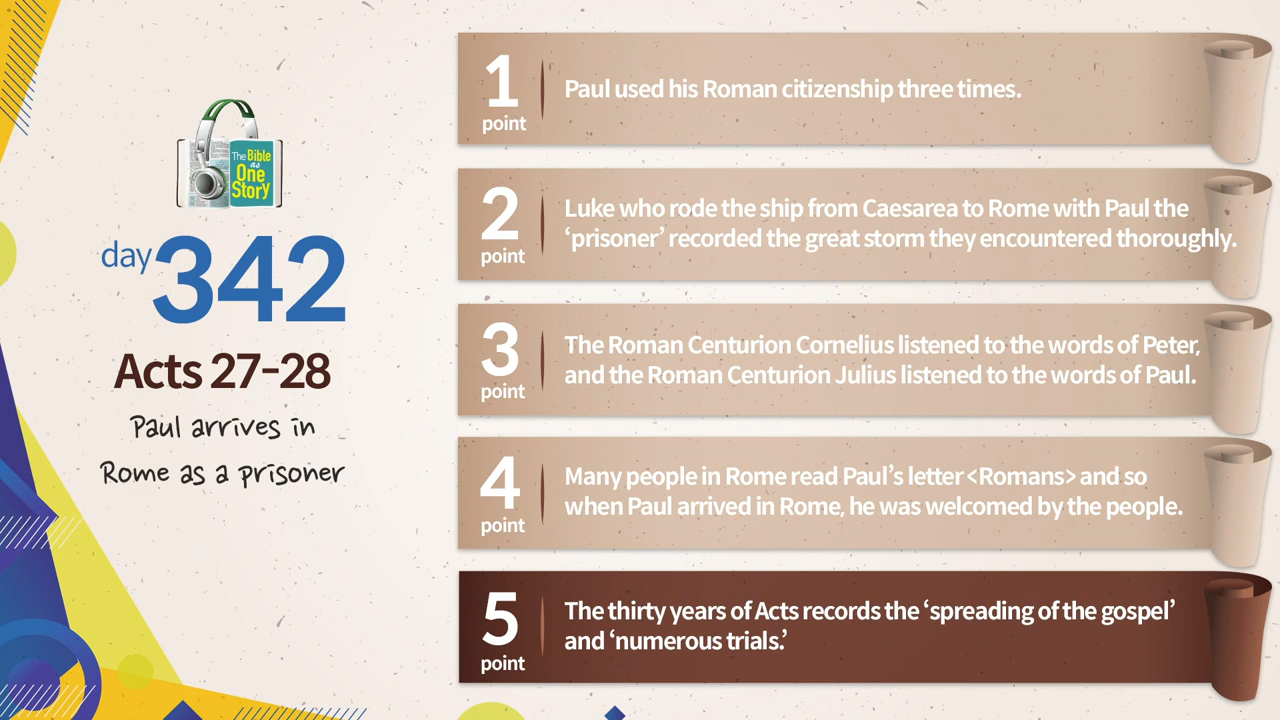 The Bible
as
One
Story
day 342
Acts 27-28
Paul arrives in
Rome as a prisoner
1
point
Paul used his Roman citizenship three times.
2
point
Luke who rode the ship from Caesarea to Rome with Paul the
‘prisoner’ recorded the great storm they encountered thoroughly.
3
point
The Roman Centurion Cornelius listened to the words of Peter,
and the Roman Centurion Julius listened to the words of Paul.
4
point
Many people in Rome read Paul’s letter <Romans> and so
when Paul arrived in Rome, he was welcomed by the people.
5
point
The thirty years of Acts records the ‘spreading of the gospel’
and ‘numerous trials.’